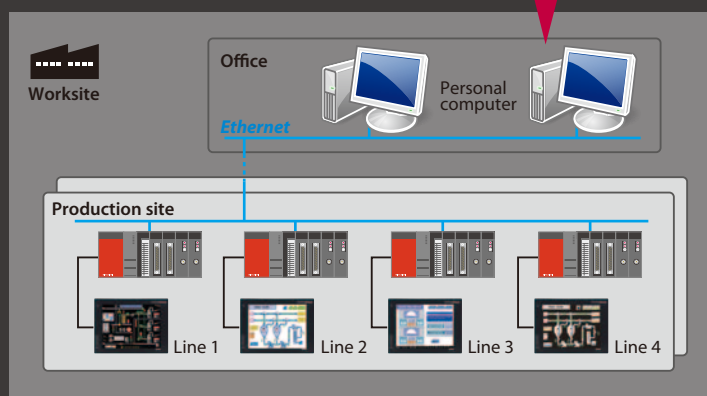 Office
Worksite
Personal
computer
Ethernet
Production site
Line 1
Line 2
Line 3
Line 4